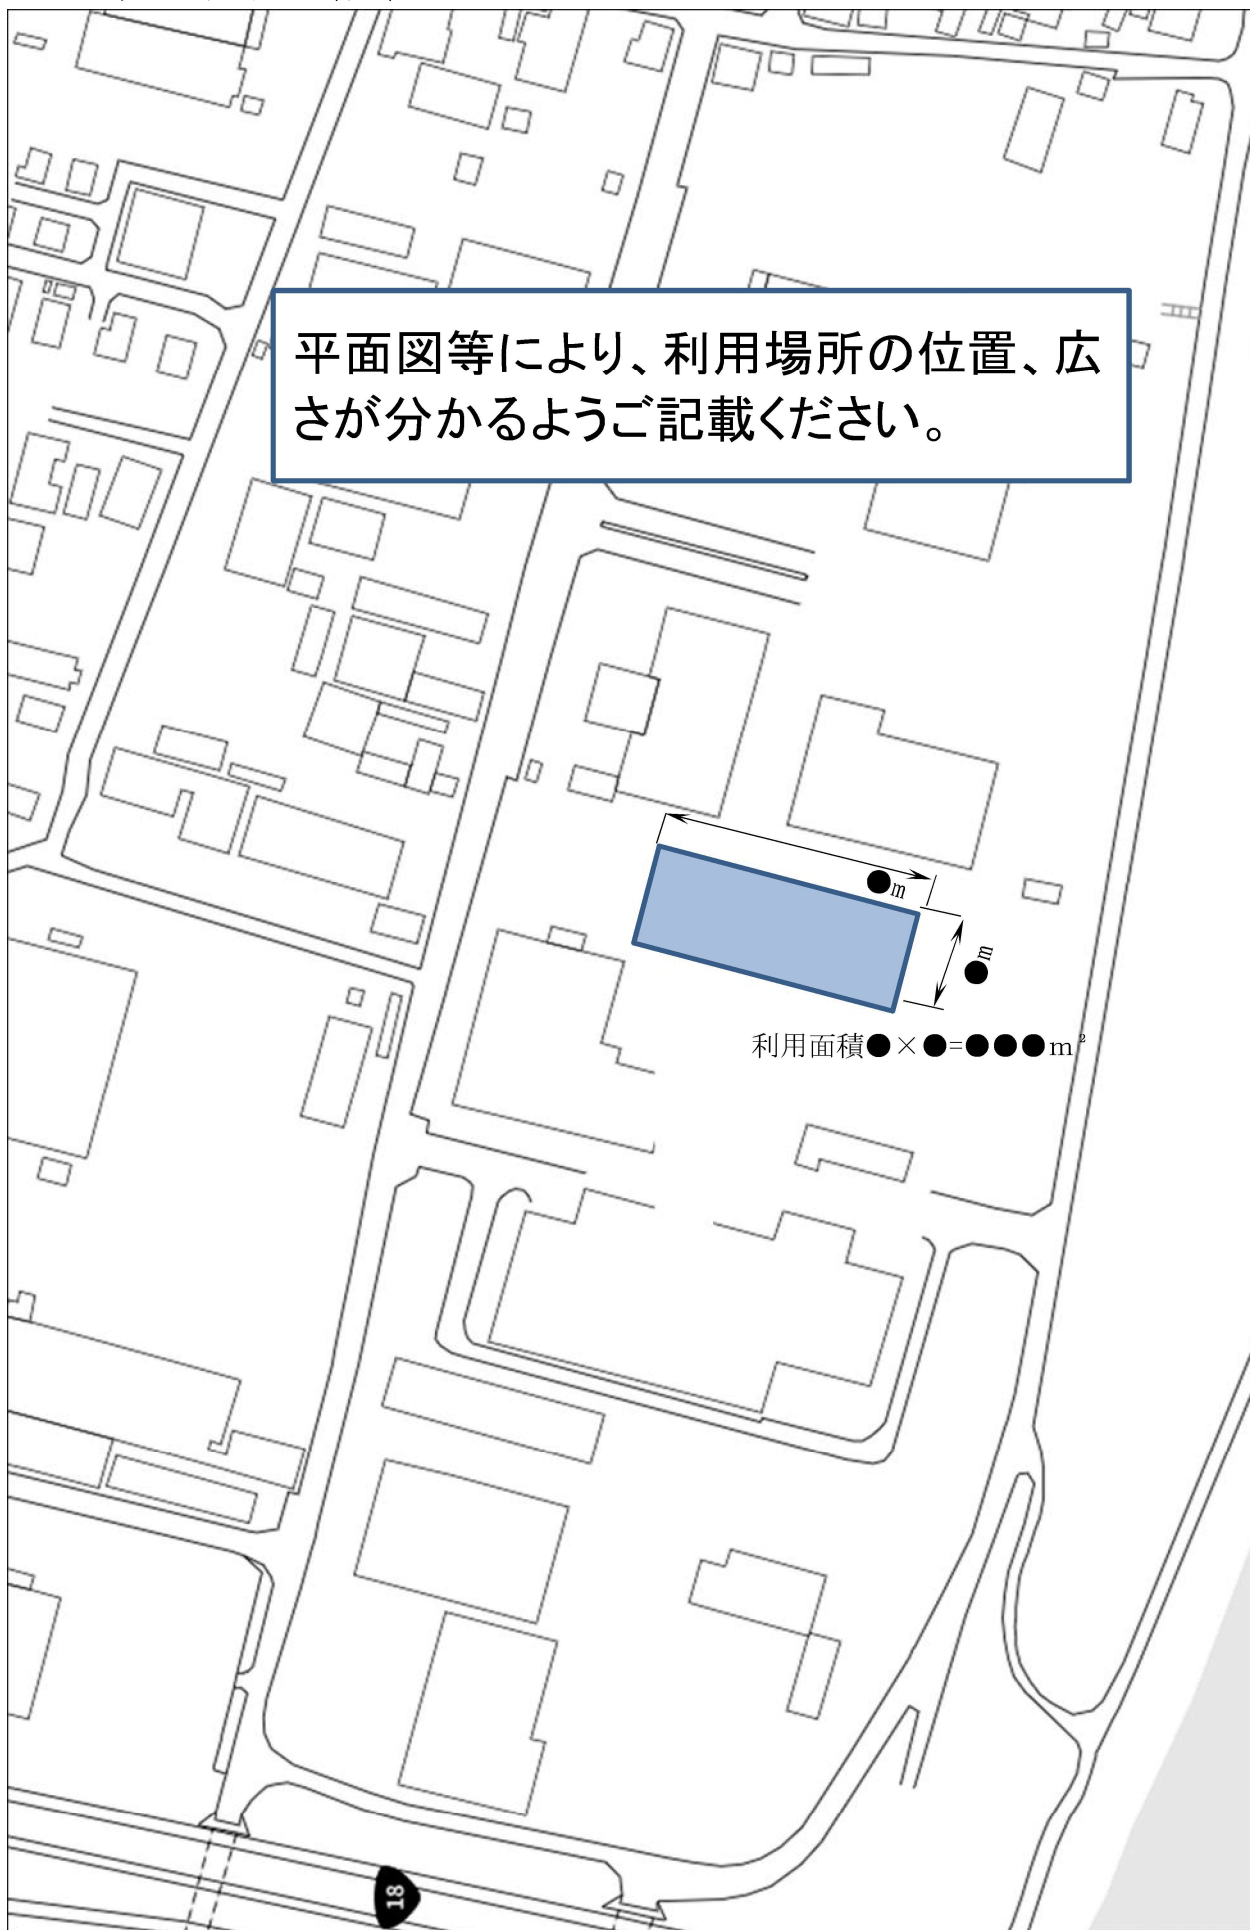 平面図等により、利用場所の位置、広
さが分かるようご記載ください。
●m
●m
利用面積●×●=●●●m²
18